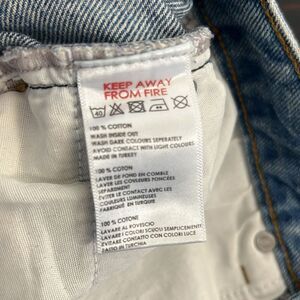 KEEP AWAY
FROM FIRE
40
100 % COTTON
WASH INSIDE OUT
WASH DARK COLOURS SEPERATELY
AVOID CONTACT WITH LIGHT COLOURS
MADE IN TURKEY
100 % COTON
LAVER DE FOND EN COMBLE
LAVER LES COULEURS FONCÉES
SEPAREMENT
EVITER LE CONTACT AVEC LES
COULEURS LUMINEUSES
FABRIQUÉ EN TURQUIE
100 % COTONE
LAVARE AL ROVESCIO
LAVARE I COLORI SCUOU SEMPLICEMENTE
EVITARE CONTATTO CON COLORI LUCE
FATTO IN TURCHIA